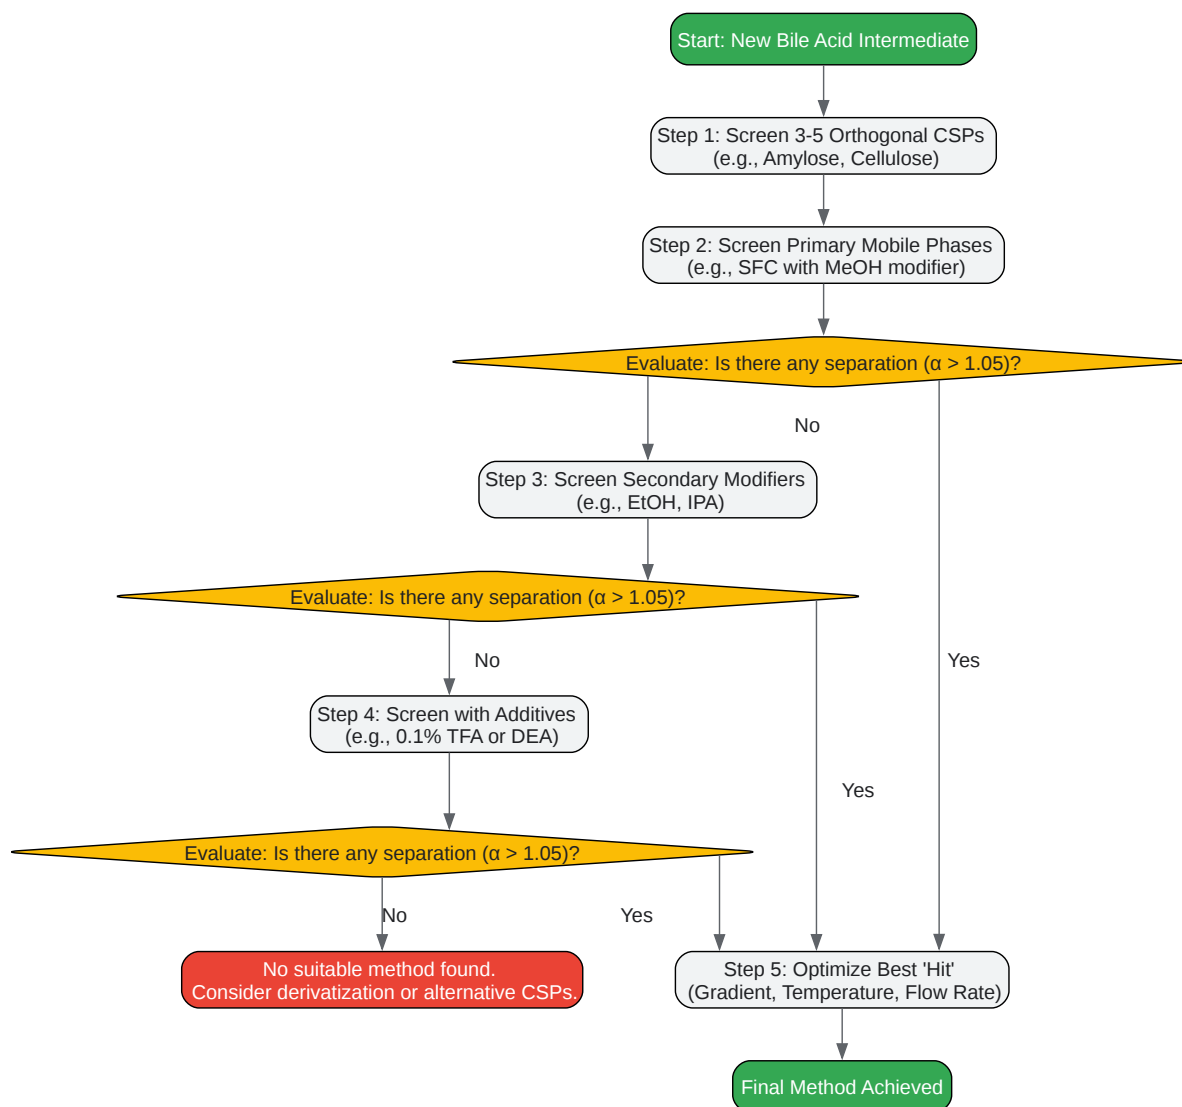 Start: New Bile Acid Intermediate
Step 1: Screen 3-5 Orthogonal CSPs
(e.g., Amylose, Cellulose)
Step 2: Screen Primary Mobile Phases
(e.g., SFC with MeOH modifier)
Evaluate: Is there any separation (α > 1.05)?
No
Step 3: Screen Secondary Modifiers
(e.g., EtOH, IPA)
Evaluate: Is there any separation (α > 1.05)?
No
Yes
Step 4: Screen with Additives
(e.g., 0.1% TFA or DEA)
Yes
Evaluate: Is there any separation (α > 1.05)?
No
Yes
No suitable method found.
Consider derivatization or alternative CSPs.
Step 5: Optimize Best 'Hit'
(Gradient, Temperature, Flow Rate)
Final Method Achieved